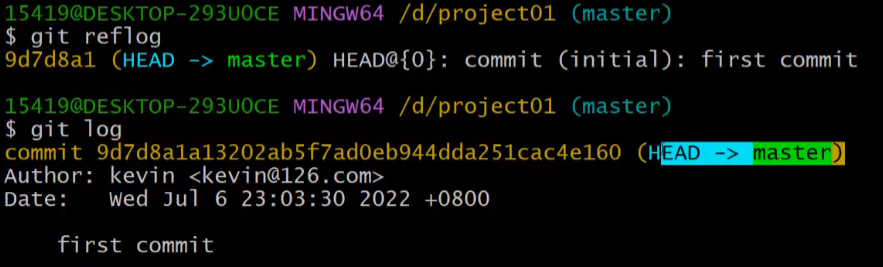 15419@DESKTOP-293U0CE MINGW64 /d/project01 (master)
$ git reflog
9d7d8a1 (HEAD -> master) HEAD@{0}: commit (initial): first commit
15419@DESKTOP-293U0CE MINGW64 /d/project01 (master)
$ git log
commit 9d7d8a1a13202ab5f7ad0eb944dda251cac4e160 (HEAD -> master)
Author: kevin <kevin@126.com>
Date:   Wed Jul 6 23:03:30 2022 +0800
    first commit